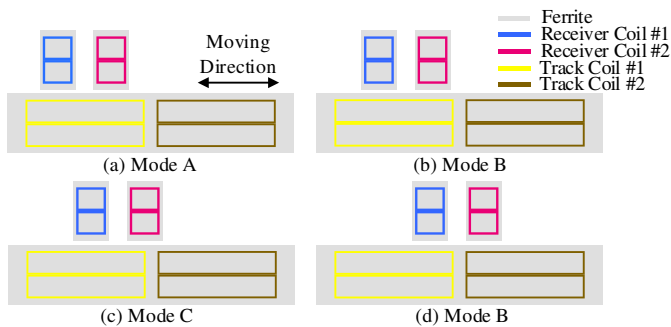 Moving
Direction
Ferrite
Receiver Coil #1
Receiver Coil #2
Track Coil #1
Track Coil #2
(a) Mode A
(b) Mode B
(c) Mode C
(d) Mode B